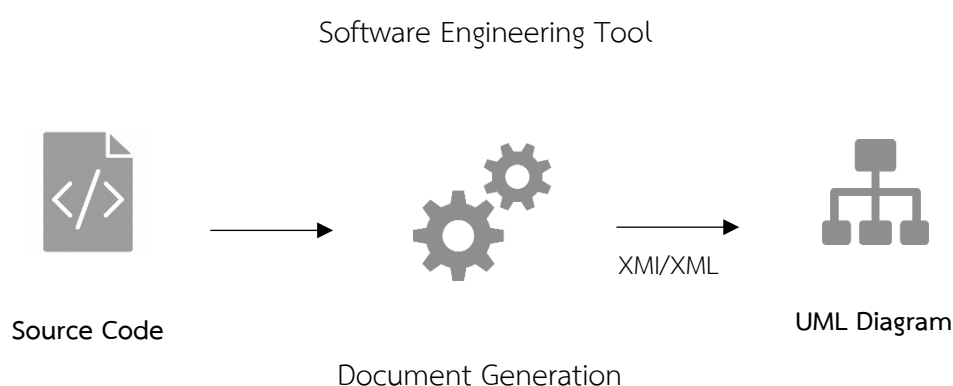 Software Engineering Tool
</>
XMI/XML
Source Code
UML Diagram
Document Generation